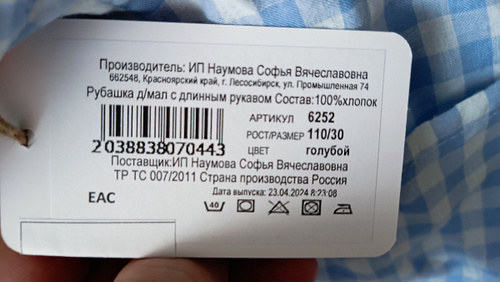 Производитель: ИП Наумова Софья Вячеславовна
662548, Красноярский край, г. Лесосибирск, ул. Промышленная 74
Рубашка д/мал с длинным рукавом Состав:100%хлопок
АРТИКУЛ 6252
РОСТ/РАЗМЕР 110/30
2038838070443 ЦВЕТ голубой
Поставщик:ИП Наумова Софья Вячеславовна
ТР ТС 007/2011 Страна производства Россия
Дата выпуска: 23.04.2024 8:23:08
ЕАС
40